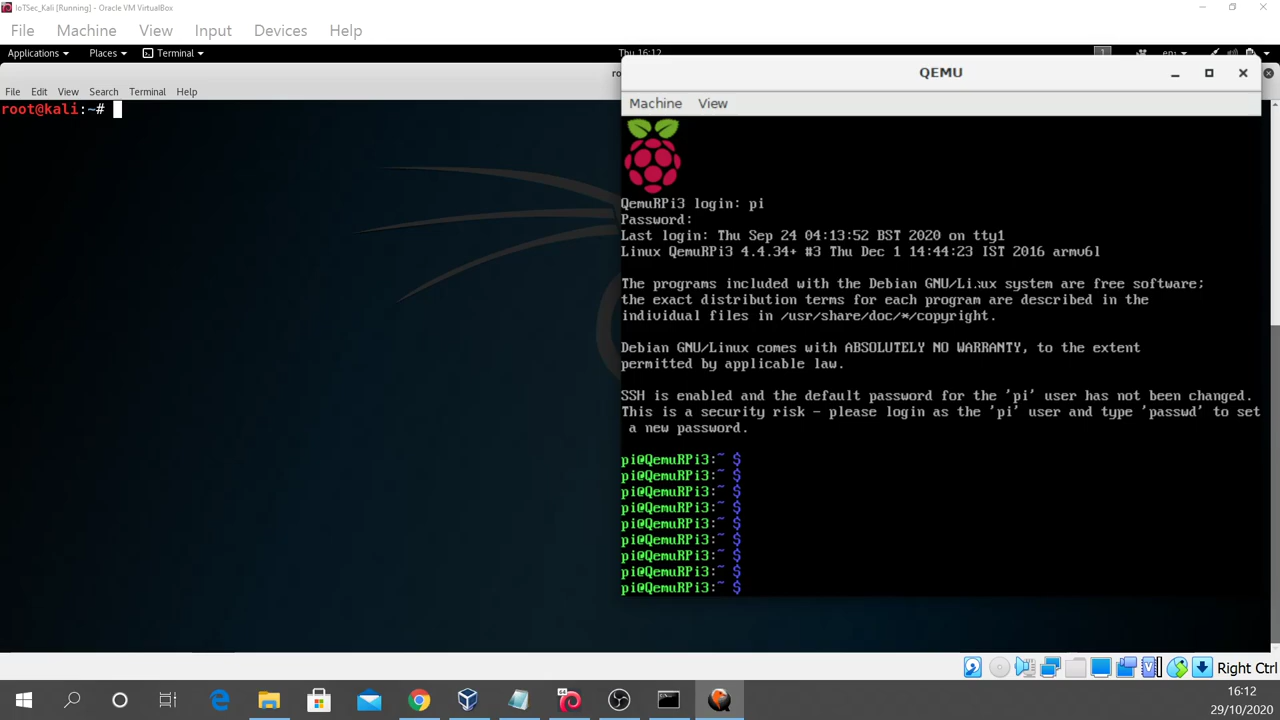 IoTSec_Kali [Running] - Oracle VM VirtualBox
File Machine View Input Devices Help
Applications Places Terminal Thu 16:12 1 en
QEMU
File Edit View Search Terminal Help
Machine View
root@kali:~#
QemuRPi3 login: pi
Password:
Last login: Thu Sep 24 04:13:52 BST 2020 on tty1
Linux QemuRPi3 4.4.34+ #3 Thu Dec 1 14:44:23 IST 2016 armv6l
The programs included with the Debian GNU/Linux system are free software;
the exact distribution terms for each program are described in the
individual files in /usr/share/doc/*/copyright.
Debian GNU/Linux comes with ABSOLUTELY NO WARRANTY, to the extent
permitted by applicable law.
SSH is enabled and the default password for the 'pi' user has not been changed.
This is a security risk - please login as the 'pi' user and type 'passwd' to set
a new password.
pi@QemuRPi3:~ $
pi@QemuRPi3:~ $
pi@QemuRPi3:~ $
pi@QemuRPi3:~ $
pi@QemuRPi3:~ $
pi@QemuRPi3:~ $
pi@QemuRPi3:~ $
pi@QemuRPi3:~ $
pi@QemuRPi3:~ $
Right Ctrl
16:12
29/10/2020